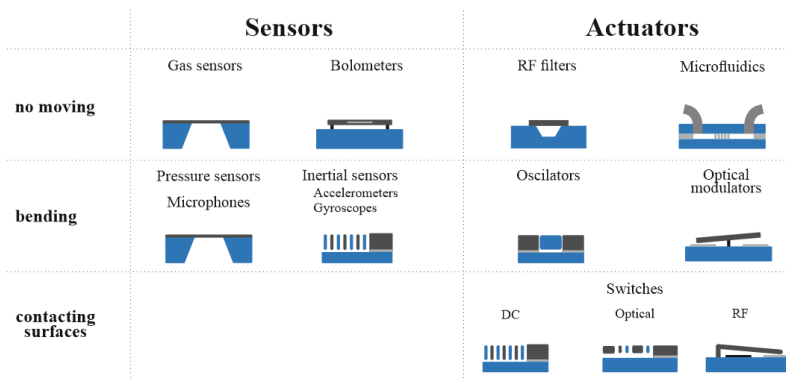 Sensors
Actuators
Gas sensors
Bolometers
RF filters
Microfluidics
no moving
Pressure sensors
Microphones
Inertial sensors
Accelerometers
Gyroscopes
Oscilators
Optical
modulators
bending
Switches
DC
Optical
RF
contacting
surfaces